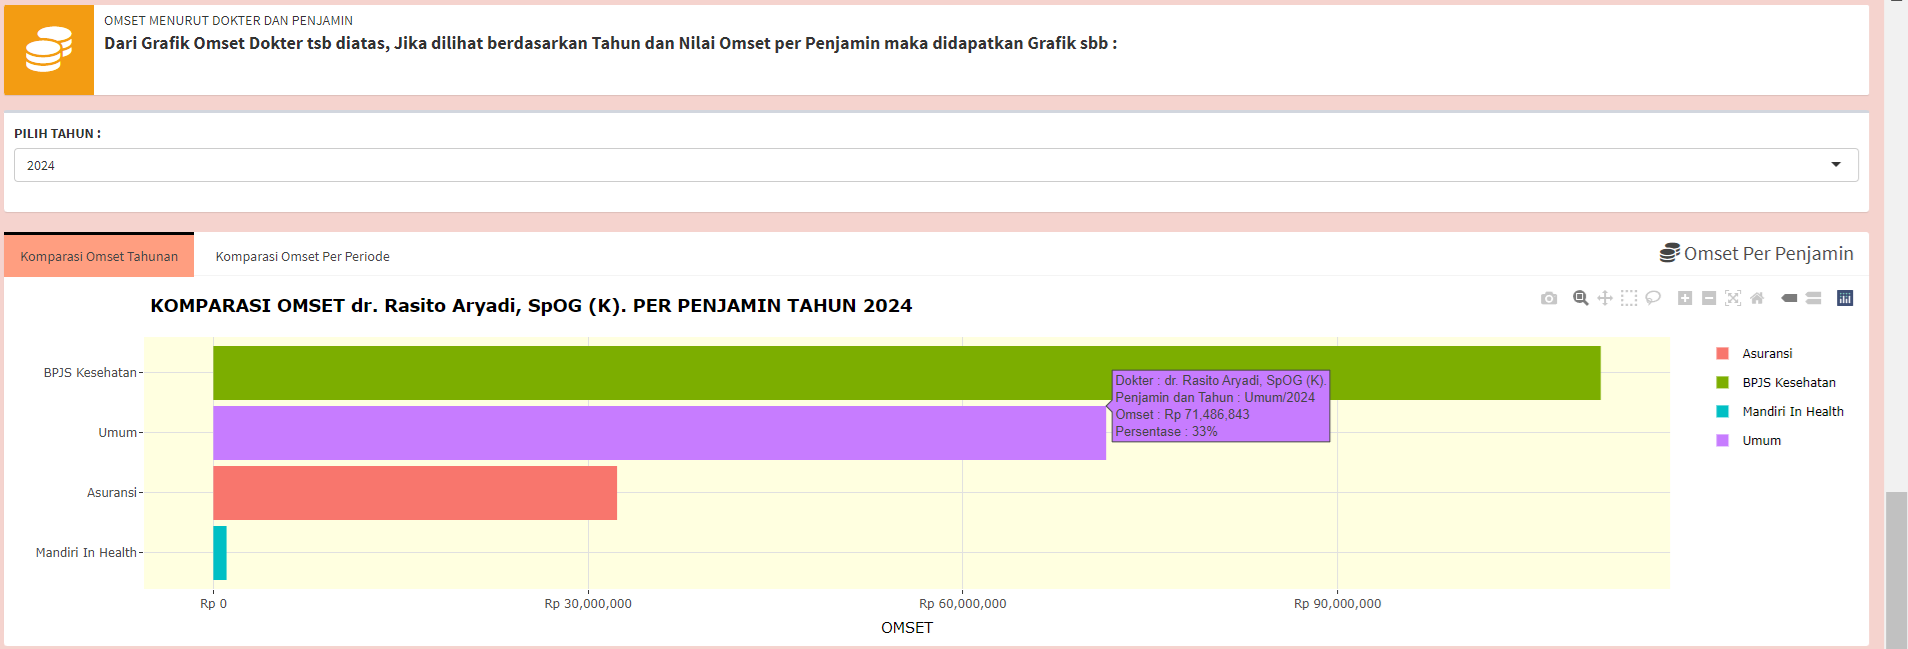 OMSET MENURUT DOKTER DAN PENJAMIN
Dari Grafik Omset Dokter tsb diatas, Jika dilihat berdasarkan Tahun dan Nilai Omset per Penjamin maka didapatkan Grafik sbb :
PILIH TAHUN :
2024
Komparasi Omset Tahunan
Komparasi Omset Per Periode
Omset Per Penjamin
KOMPARASI OMSET dr. Rasito Aryadi, SpOG (K). PER PENJAMIN TAHUN 2024
BPJS Kesehatan
Umum
Asuransi
Mandiri In Health
Dokter : dr. Rasito Aryadi, SpOG (K).
Penjamin dan Tahun : Umum/2024
Omset : Rp 71,486,843
Persentase : 33%
Asuransi
BPJS Kesehatan
Mandiri In Health
Umum
Rp 0
Rp 30,000,000
Rp 60,000,000
Rp 90,000,000
OMSET